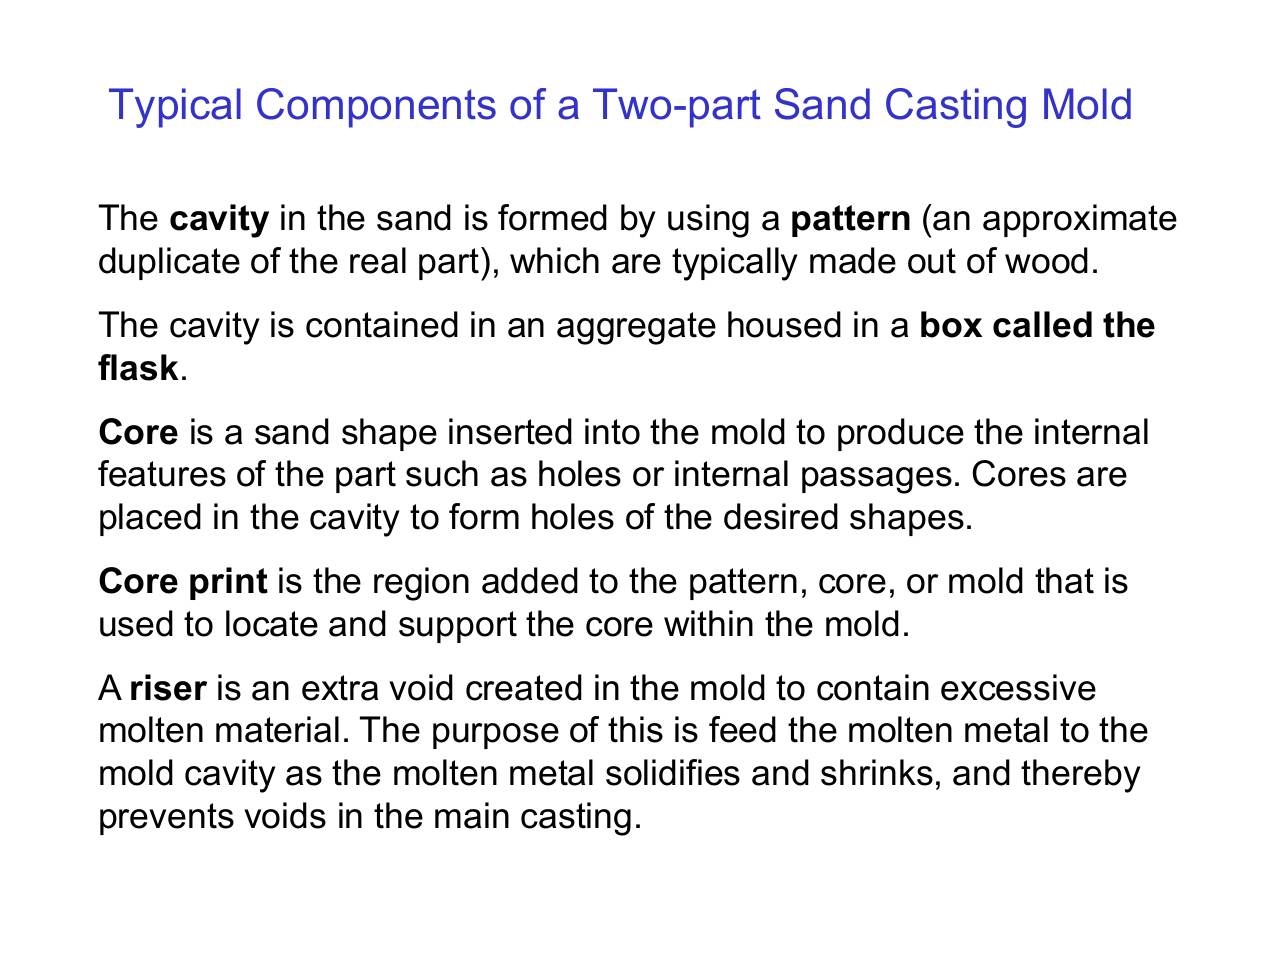 Typical Components of a Two-part Sand Casting Mold
The cavity in the sand is formed by using a pattern (an approximate
duplicate of the real part), which are typically made out of wood.
The cavity is contained in an aggregate housed in a box called the
flask.
Core is a sand shape inserted into the mold to produce the internal
features of the part such as holes or internal passages. Cores are
placed in the cavity to form holes of the desired shapes.
Core print is the region added to the pattern, core, or mold that is
used to locate and support the core within the mold.
A riser is an extra void created in the mold to contain excessive
molten material. The purpose of this is feed the molten metal to the
mold cavity as the molten metal solidifies and shrinks, and thereby
prevents voids in the main casting.